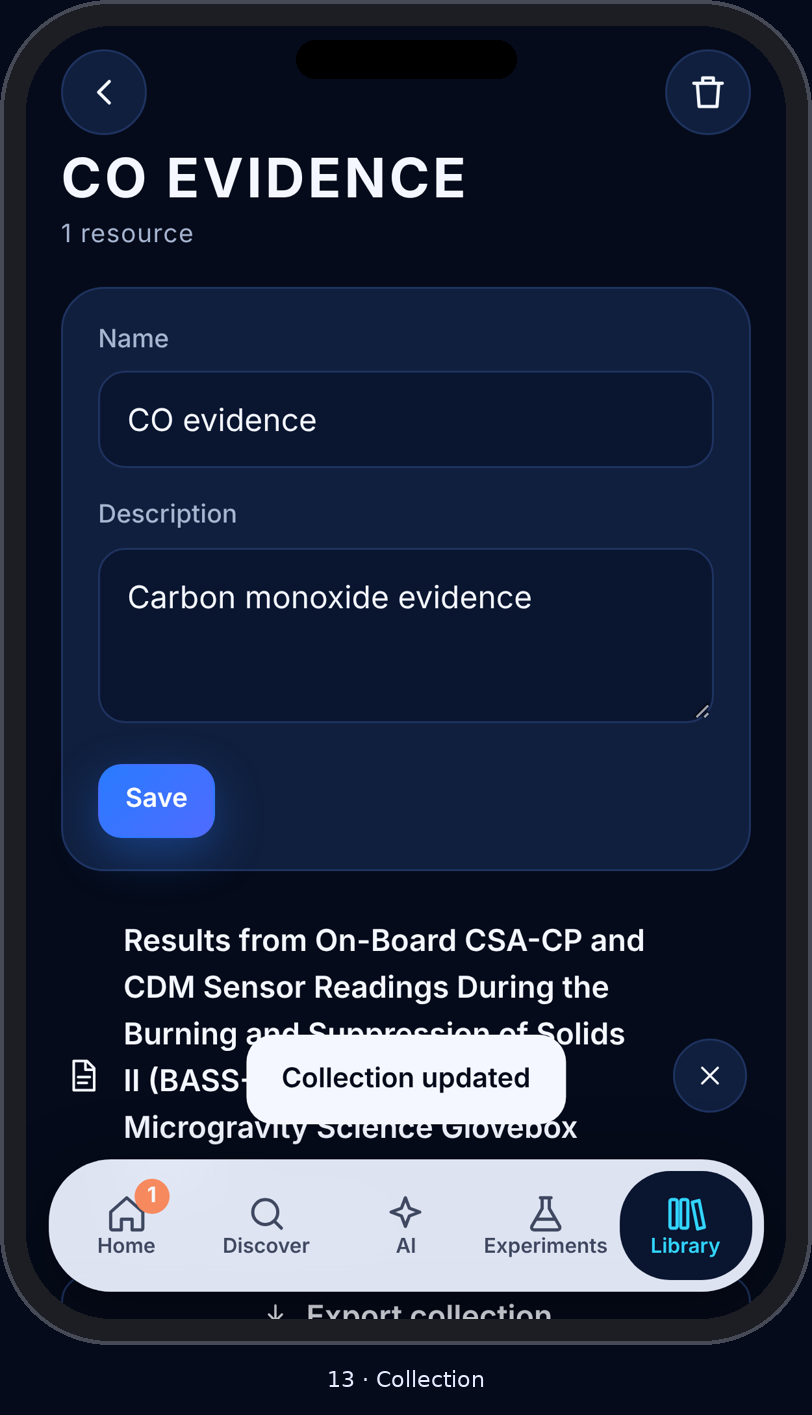 CO EVIDENCE
1 resource
Name
CO evidence
Description
Carbon monoxide evidence
Save
Results from On-Board CSA-CP and
CDM Sensor Readings During the
Burning and Suppression of Solids
II (BASS-
Microgravity Science Glovebox
Collection updated
1
Home
Discover
AI
Experiments
Library
Export collection
13 · Collection